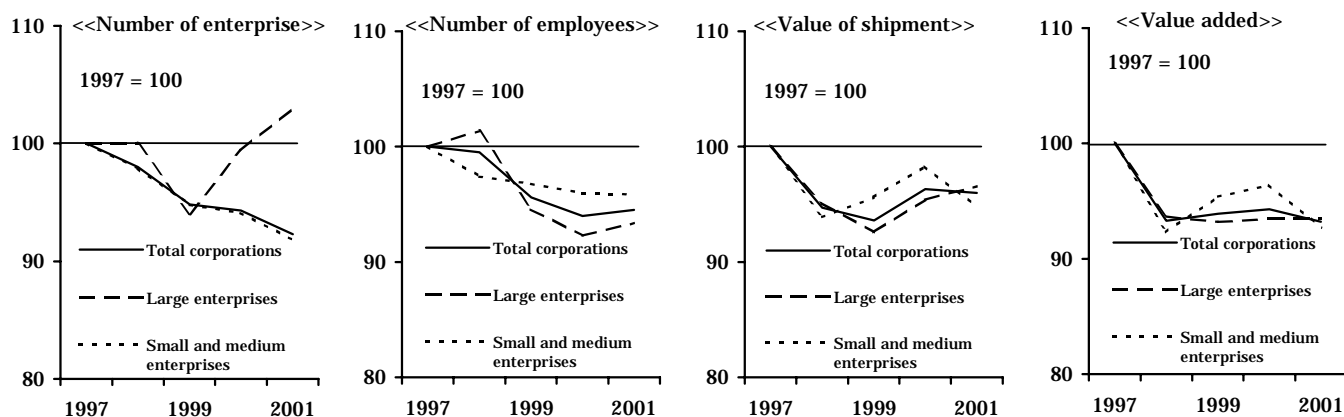 <<Number of enterprise>>
1997 = 100
110
100
90
80
Total corporations
Large enterprises
Small and medium
enterprises
1997 1999 2001
<<Number of employees>>
1997 = 100
110
100
90
80
Total corporations
Large enterprises
Small and medium
enterprises
1997 1999 2001
<<Value of shipment>>
1997 = 100
110
100
90
80
Total corporations
Large enterprises
Small and medium
enterprises
1997 1999 2001
<<Value added>>
1997 = 100
110
100
90
80
Total corporations
Large enterprises
Small and medium
enterprises
1997 1999 2001